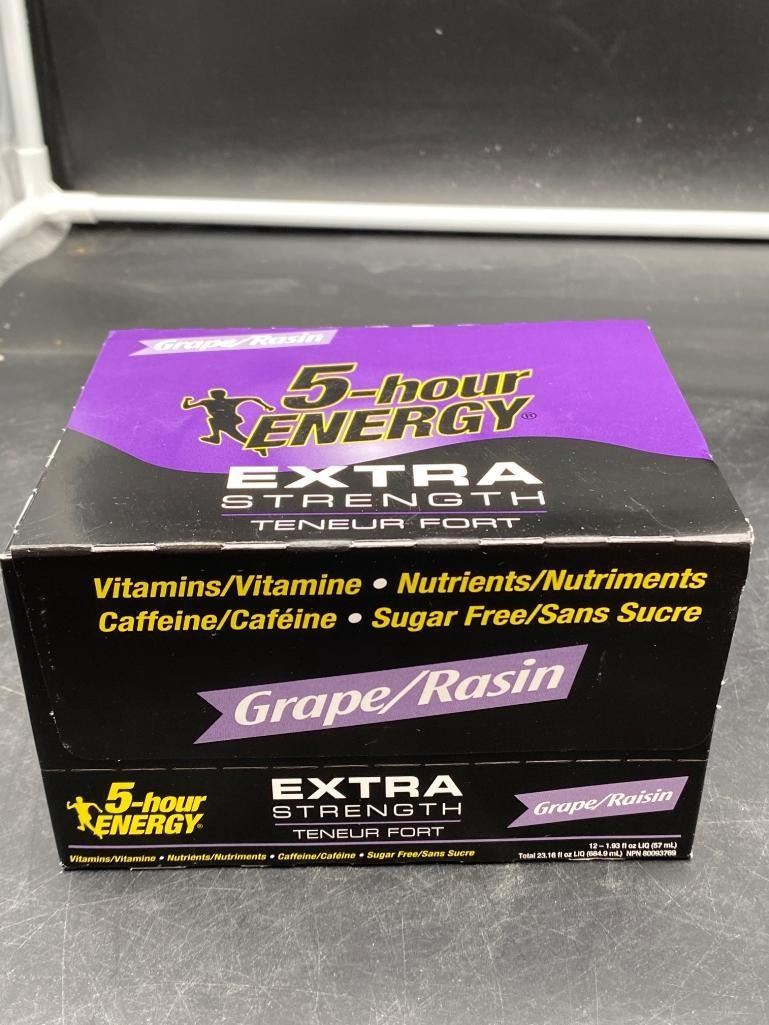 Grape/Rasin
5-hour
ENERGY®
EXTRA
STRENGTH
TENEUR FORT
Vitamins/Vitamine • Nutrients/Nutriments
Caffeine/Caféine • Sugar Free/Sans Sucre
Grape/Rasin
5-hour
ENERGY®
EXTRA
STRENGTH
TENEUR FORT
Grape/Raisin
Vitamins/Vitamine • Nutrients/Nutriments • Caffeine/Caféine • Sugar Free/Sans Sucre
12 – 1.93 fl oz LIQ (57 mL)
Total 23.16 fl oz LIQ (684.9 mL) NPN 80093769